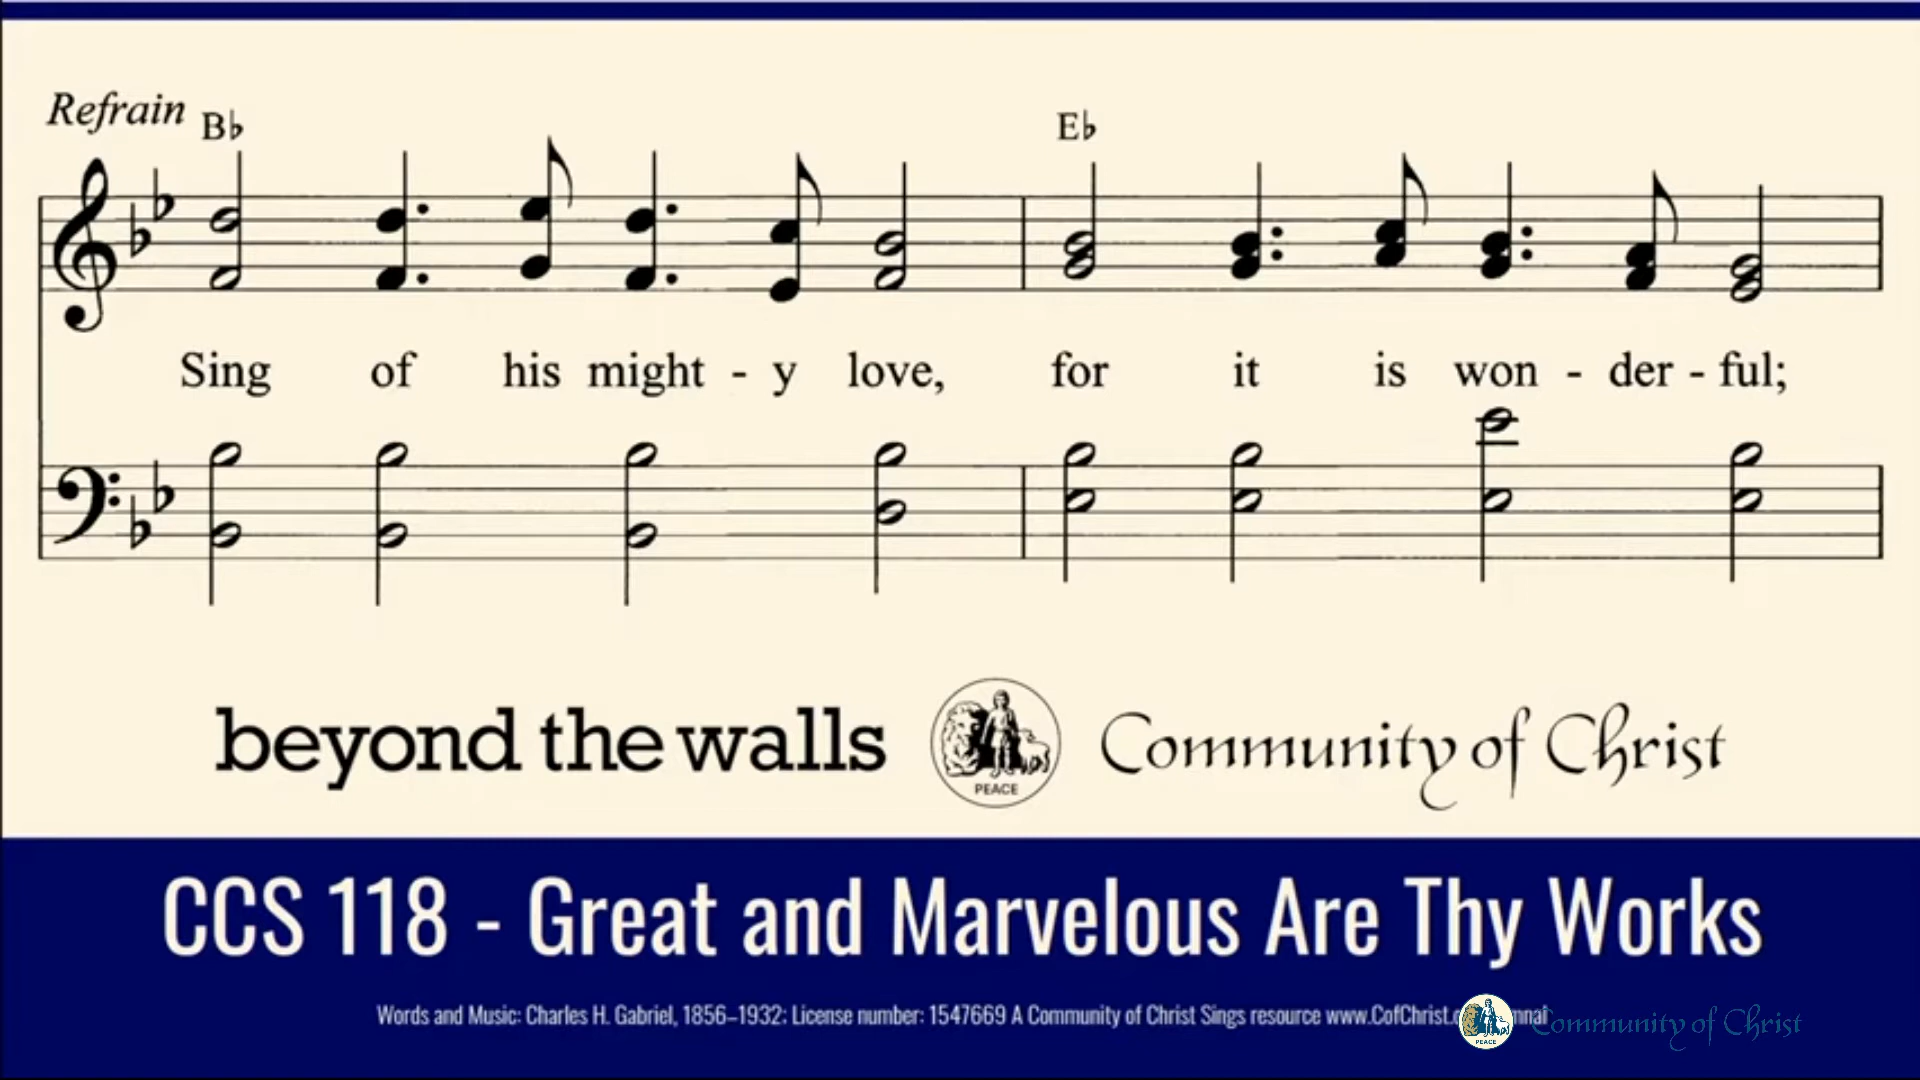 Refrain B♭ E♭
Sing of his might - y love, for it is won - der - ful;
beyond the walls PEACE Community of Christ
CCS 118 - Great and Marvelous Are Thy Works
Words and Music: Charles H. Gabriel, 1856–1932; License number: 1547669 A Community of Christ Sings resource
PEACE Community of Christ